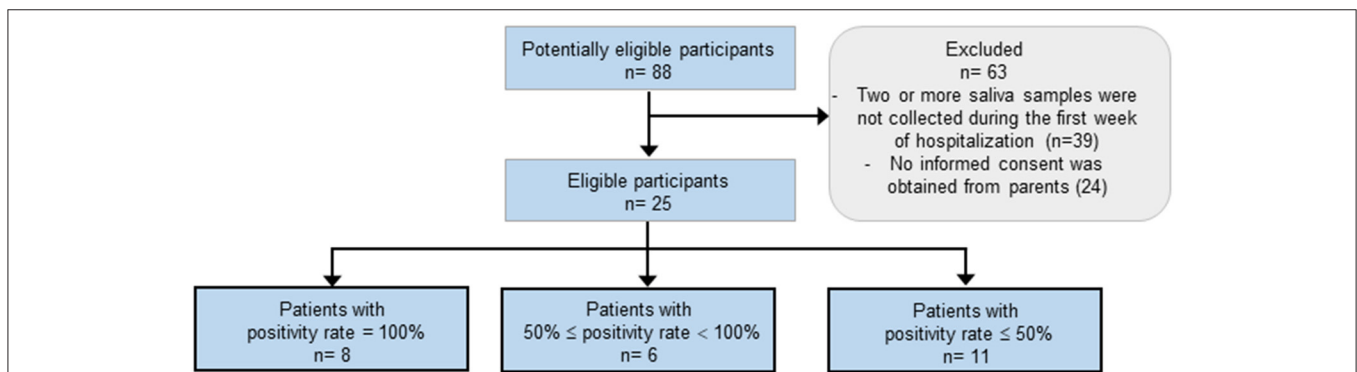 Potentially eligible participants
n= 88
Excluded
n= 63
- Two or more saliva samples were
not collected during the first week
of hospitalization (n=39)
- No informed consent was
obtained from parents (24)
Eligible participants
n= 25
Patients with
positivity rate = 100%
n= 8
Patients with
50% ≤ positivity rate < 100%
n= 6
Patients with
positivity rate ≤ 50%
n= 11